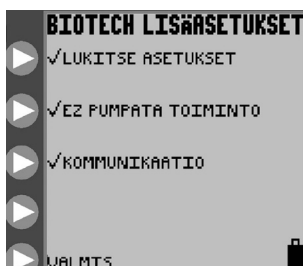 BIOTECH LISäASETUKSET
√LUKITSE ASETUKSET
√EZ PUMPATA TOIMINTO
√KOMMUNIKAATIO
VALMIS